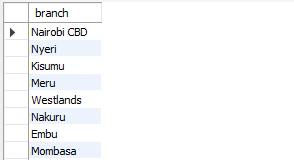 branch
Nairobi CBD
Nyeri
Kisumu
Meru
Westlands
Nakuru
Embu
Mombasa